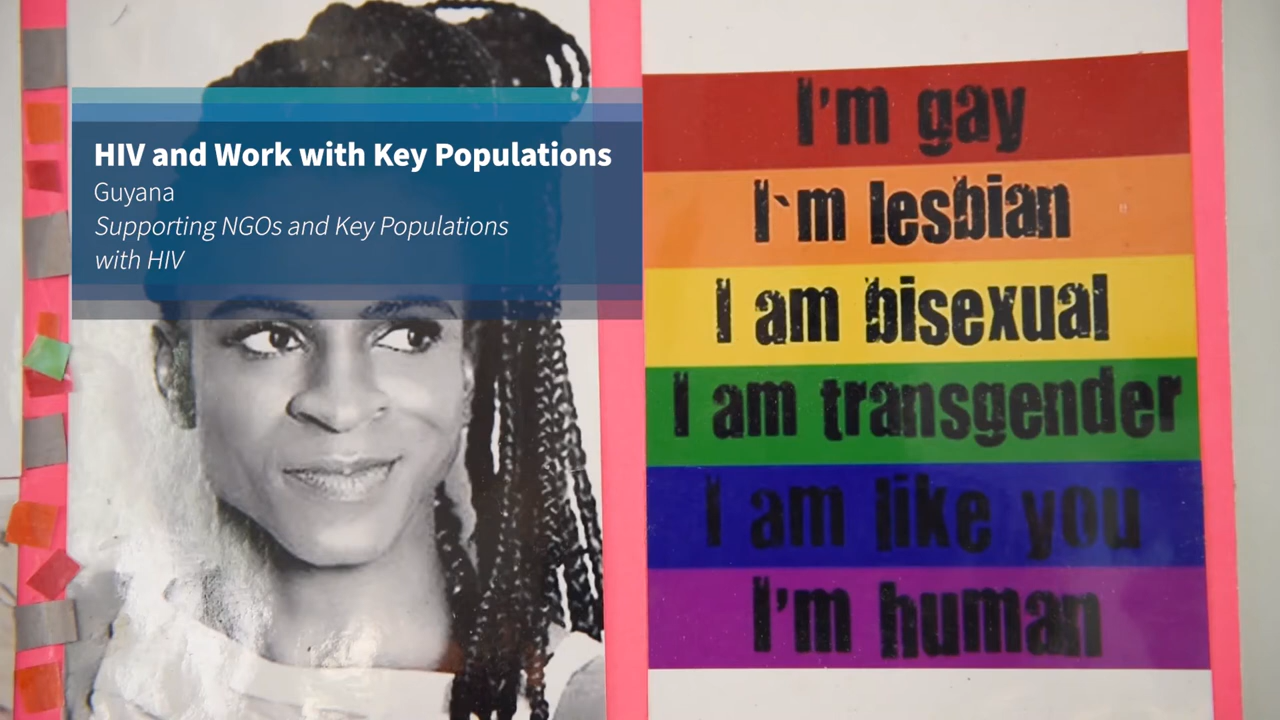 HIV and Work with Key Populations
Guyana
Supporting NGOs and Key Populations
with HIV
I'm gay
I`m lesbian
I am bisexual
I am transgender
I am like you
I'm human